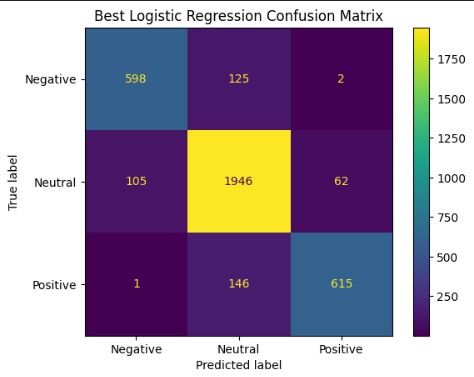 Best Logistic Regression Confusion Matrix
True label
Negative
598 125 2
Neutral
105 1946 62
Positive
1 146 615
Negative Neutral Positive
Predicted label
1750
1500
1250
1000
750
500
250